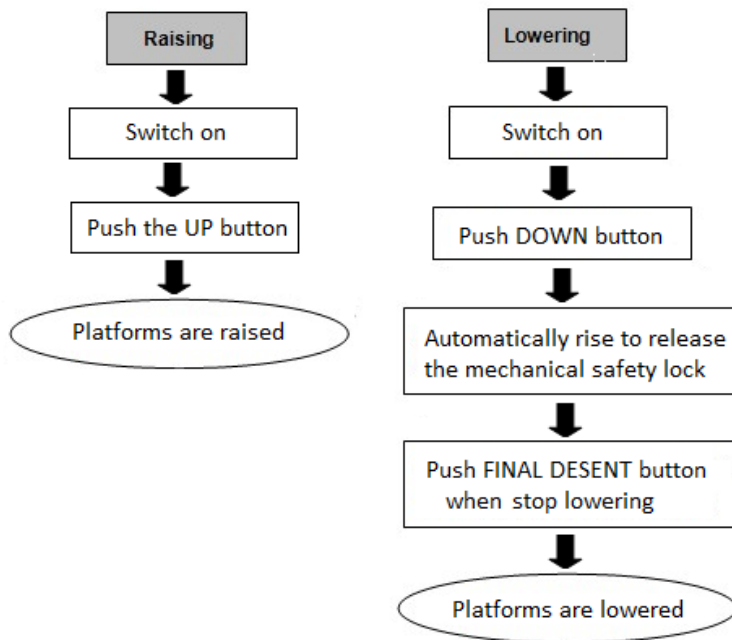 Raising
Switch on
Push the UP button
Platforms are raised
Lowering
Switch on
Push DOWN button
Automatically rise to release
the mechanical safety lock
Push FINAL DESENT button
when stop lowering
Platforms are lowered